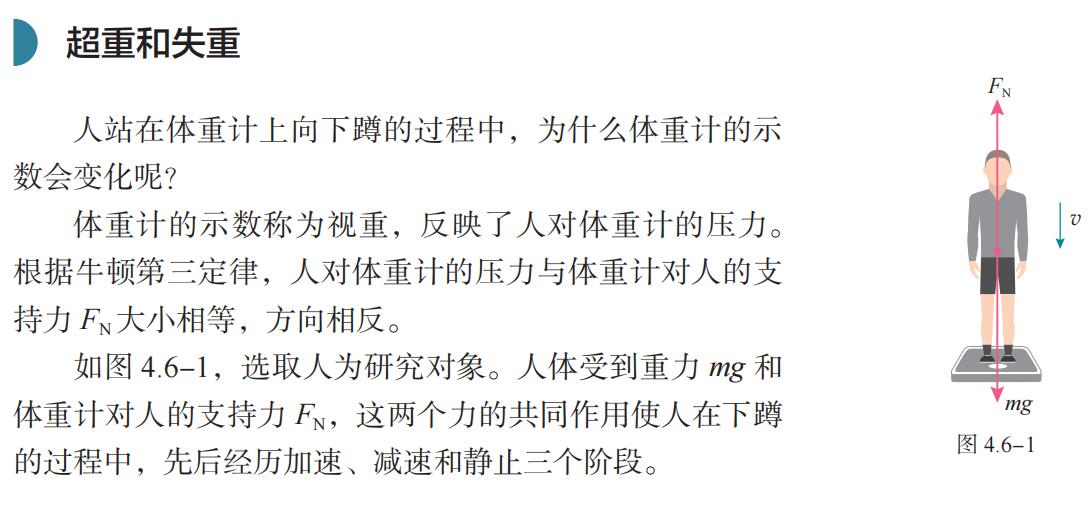 超重和失重
人站在体重计上向下蹲的过程中，为什么体重计的示
数会变化呢？
体重计的示数称为视重，反映了人对体重计的压力。
根据牛顿第三定律，人对体重计的压力与体重计对人的支
持力 FN 大小相等，方向相反。
如图 4.6-1，选取人为研究对象。人体受到重力 mg 和
体重计对人的支持力 FN，这两个力的共同作用使人在下蹲
的过程中，先后经历加速、减速和静止三个阶段。
FN
v
mg
图 4.6-1